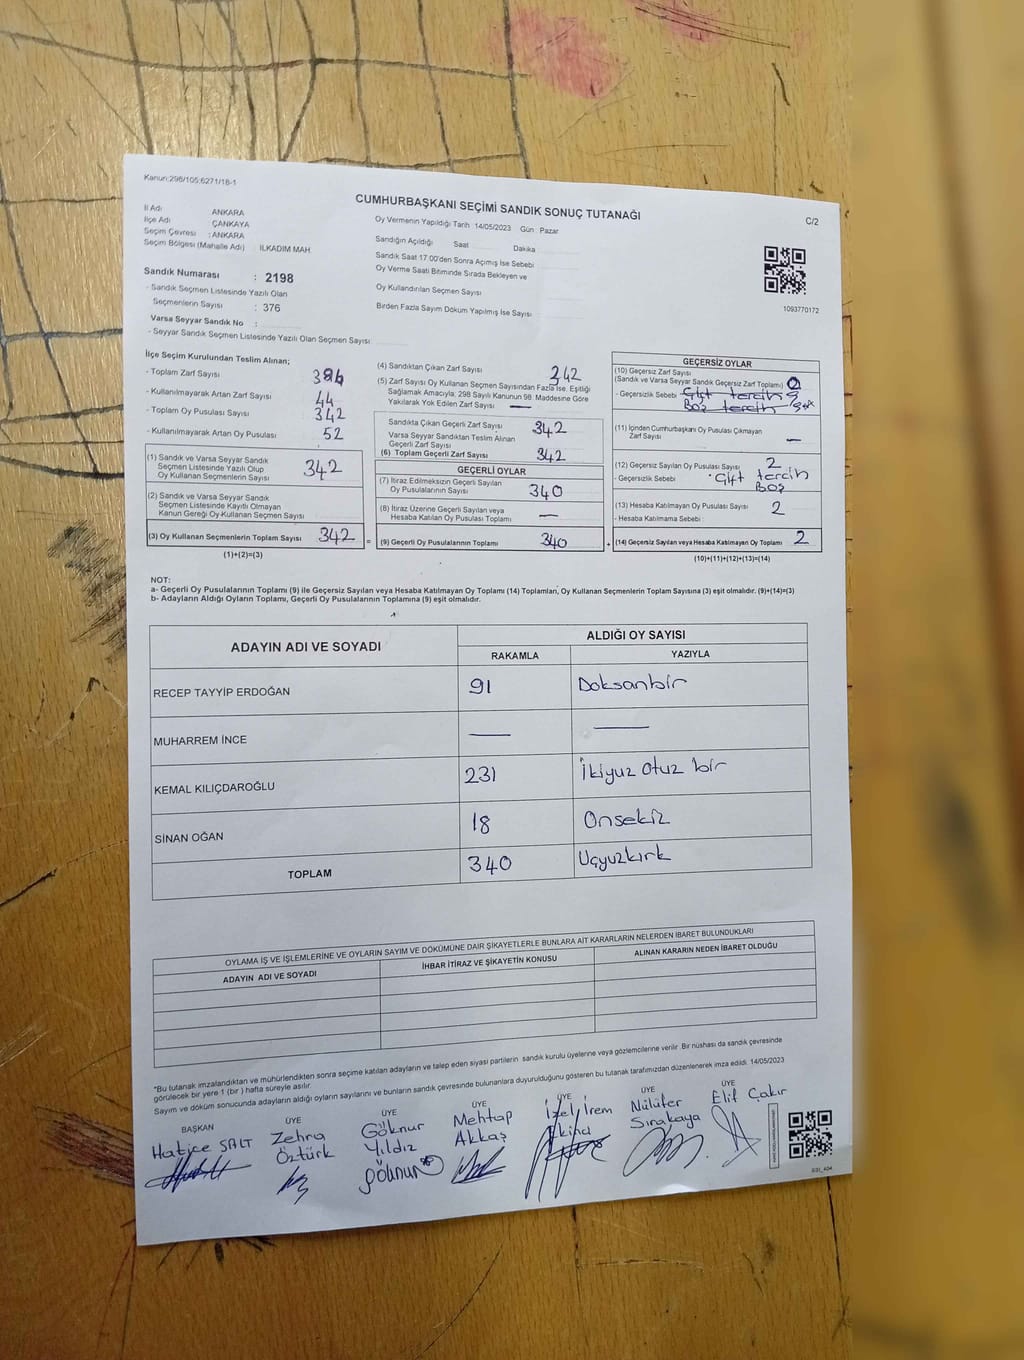 Kanun:298/105;6271/18-1
CUMHURBAŞKANI SEÇİMİ SANDIK SONUÇ TUTANAĞI
C/2
İl Adı ANKARA
İlçe Adı ÇANKAYA
Seçim Çevresi : ANKARA
Seçim Bölgesi (Mahalle Adı) : İLKADIM MAH.
Oy Vermenin Yapıldığı Tarih 14/05/2023 Gün Pazar
Sandığın Açıldığı Saat Dakika
Sandık Saat 17.00'den Sonra Açımış İse Sebebi
Oy Verme Saati Bitiminde Sırada Bekleyen ve
Oy Kullandırılan Seçmen Sayısı
Birden Fazla Sayım Döküm Yapılmış İse Sayısı
1093770172
Sandık Numarası : 2198
- Sandık Seçmen Listesinde Yazılı Olan
Seçmenlerin Sayısı : 376
Varsa Seyyar Sandık No :
- Seyyar Sandık Seçmen Listesinde Yazılı Olan Seçmen Sayısı
İlçe Seçim Kurulundan Teslim Alınan;
- Toplam Zarf Sayısı
- Kullanılmayarak Artan Zarf Sayısı 44
- Toplam Oy Pusulası Sayısı 342
- Kullanılmayarak Artan Oy Pusulası 52
(1) Sandık ve Varsa Seyyar Sandık
Seçmen Listesinde Yazılı Olup
Oy Kullanan Seçmenlerin Sayısı 342
(2) Sandık ve Varsa Seyyar Sandık
Seçmen Listesinde Kayıtlı Olmayan
Kanun Gereği Oy Kullanan Seçmen Sayısı
(3) Oy Kullanan Seçmenlerin Toplam Sayısı 342 =
(1)+(2)=(3)
(4) Sandıktan Çıkan Zarf Sayısı 342
(5) Zarf Sayısı Oy Kullanan Seçmen Sayısından Fazla İse, Eşitliği
Sağlamak Amacıyla, 298 Sayılı Kanunun 98. Maddesine Göre
Yakılarak Yok Edilen Zarf Sayısı —
Sandıkta Çıkan Geçerli Zarf Sayısı 342
Varsa Seyyar Sandıktan Teslim Alınan
Geçerli Zarf Sayısı
(6) Toplam Geçerli Zarf Sayısı 342
GEÇERLİ OYLAR
(7) İtiraz Edilmeksizin Geçerli Sayılan
Oy Pusulalarının Sayısı 340
(8) İtiraz Üzerine Geçerli Sayılan veya
Hesaba Katılan Oy Pusulası Toplamı —
(9) Geçerli Oy Pusulalarının Toplamı 340 +
GEÇERSİZ OYLAR
(10) Geçersiz Zarf Sayısı
(Sandık ve Varsa Seyyar Sandık Geçersiz Zarf Toplamı)
- Geçersizlik Sebebi Çift tercih
Boş tercih
(11) İçinden Cumhurbaşkanı Oy Pusulası Çıkmayan
Zarf Sayısı —
(12) Geçersiz Sayılan Oy Pusulası Sayısı 2
- Geçersizlik Sebebi Çift tercih
Boş
(13) Hesaba Katılmayan Oy Pusulası Sayısı 2
- Hesaba Katılmama Sebebi
(14) Geçersiz Sayılan veya Hesaba Katılmayan Oy Toplamı 2
(10)+(11)+(12)+(13)=(14)
NOT:
a- Geçerli Oy Pusulalarının Toplamı (9) ile Geçersiz Sayılan veya Hesaba Katılmayan Oy Toplamı (14) Toplamları, Oy Kullanan Seçmenlerin Toplam Sayısına (3) eşit olmalıdır. (9)+(14)=(3)
b- Adayların Aldığı Oyların Toplamı, Geçerli Oy Pusulalarının Toplamına (9) eşit olmalıdır.
ADAYIN ADI VE SOYADI
ALDIĞI OY SAYISI
RAKAMLA YAZIYLA
RECEP TAYYİP ERDOĞAN 91 Doksanbir
MUHARREM İNCE — —
KEMAL KILIÇDAROĞLU 231 İkiyuz Otuz bir
SİNAN OĞAN 18 Onsekiz
TOPLAM 340 Uçyuzkırk
OYLAMA İŞ VE İŞLEMLERİNE VE OYLARIN SAYIM VE DÖKÜMÜNE DAİR ŞİKAYETLERLE BUNLARA AİT KARARLARIN NELERDEN İBARET BULUNDUKLARI
ADAYIN ADI VE SOYADI İHBAR İTİRAZ VE ŞİKAYETİN KONUSU ALINAN KARARIN NEDEN İBARET OLDUĞU
*Bu tutanak imzalandıktan ve mühürlendikten sonra seçime katılan adayların ve talep eden siyasi partilerin sandık kurulu üyelerine veya gözlemcilerine verilir .Bir nüshası da sandık çevresinde
görülecek bir yere 1 (bir ) hafta süreyle asılır.
Sayım ve döküm sonucunda adayların aldığı oyların sayılarını ve bunların sandık çevresinde bulunanlara duyurulduğunu gösteren bu tutanak tarafımızdan düzenlenerek imza edildi. 14/05/2023
BAŞKAN ÜYE ÜYE ÜYE ÜYE ÜYE ÜYE
Hatice SALT Zehra Öztürk Göknur Yıldız Mehtap Akkaş İzel İrem Ekinci Nülüfer Sırakaya Elif Çakır
Göknur